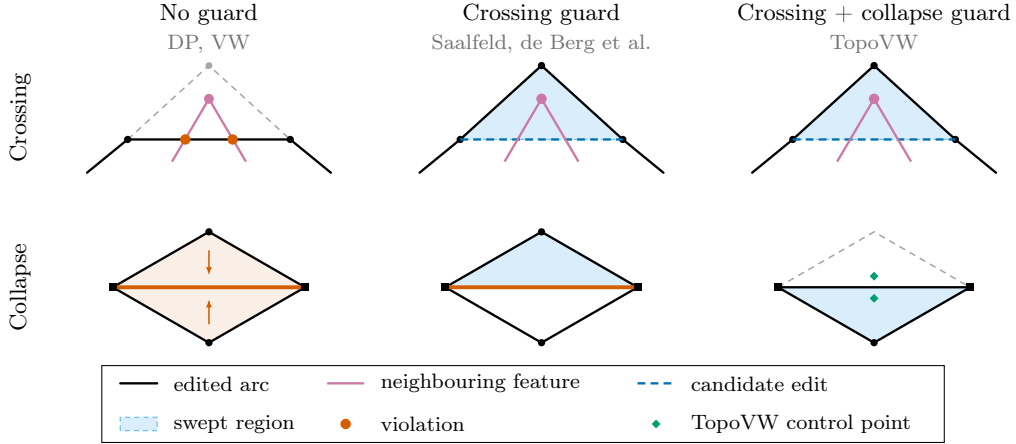 No guard
DP, VW
Crossing guard
Saalfeld, de Berg et al.
Crossing + collapse guard
TopoVW
Crossing
Collapse
edited arc
neighbouring feature
candidate edit
swept region
violation
TopoVW control point